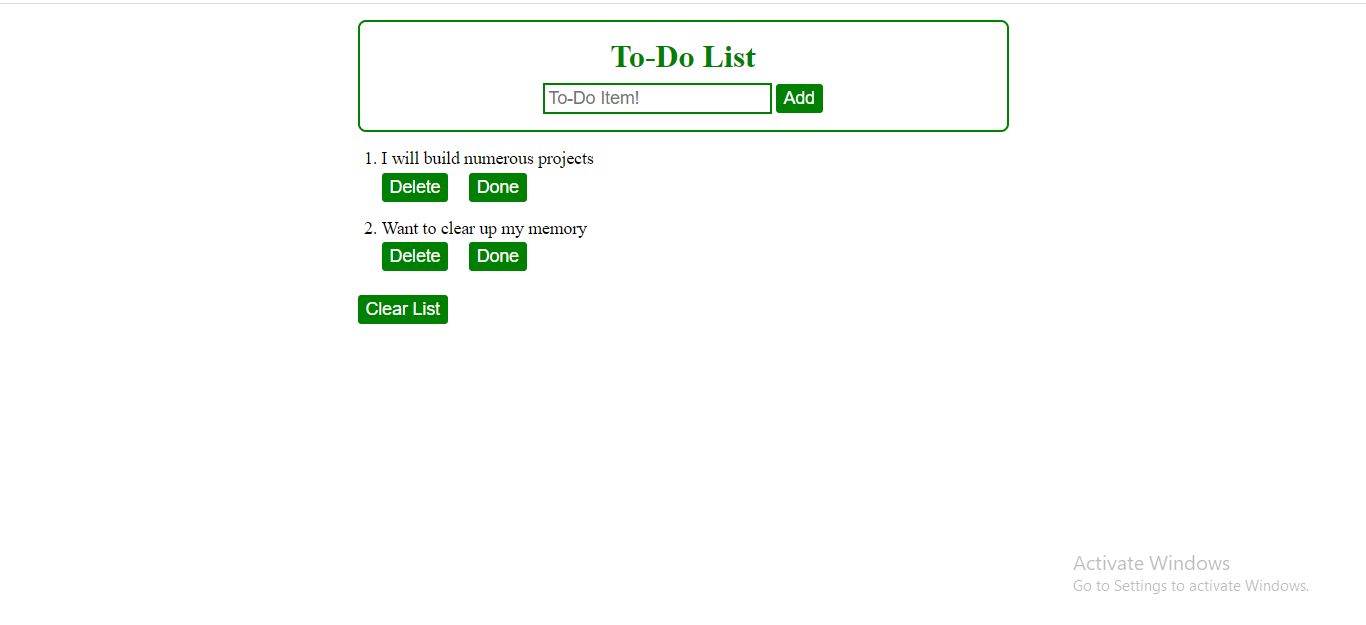 To-Do List
To-Do Item! Add
1. I will build numerous projects
Delete Done
2. Want to clear up my memory
Delete Done
Clear List
Activate Windows
Go to Settings to activate Windows.